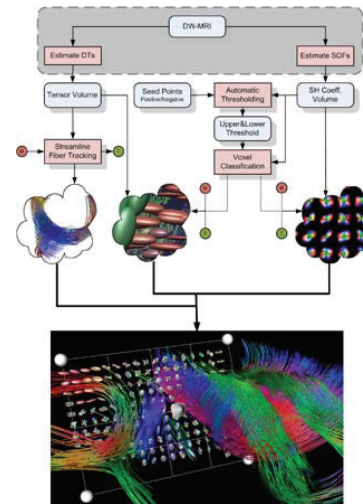 DW-MRI
Estimate DTs
Estimate SDFs
Tensor Volume
Seed Points
Positive/Negative
Automatic
Thresholding
SH Coeff.
Volume
Upper&Lower
Threshold
Streamline
Fiber Tracking
Voxel
Classification